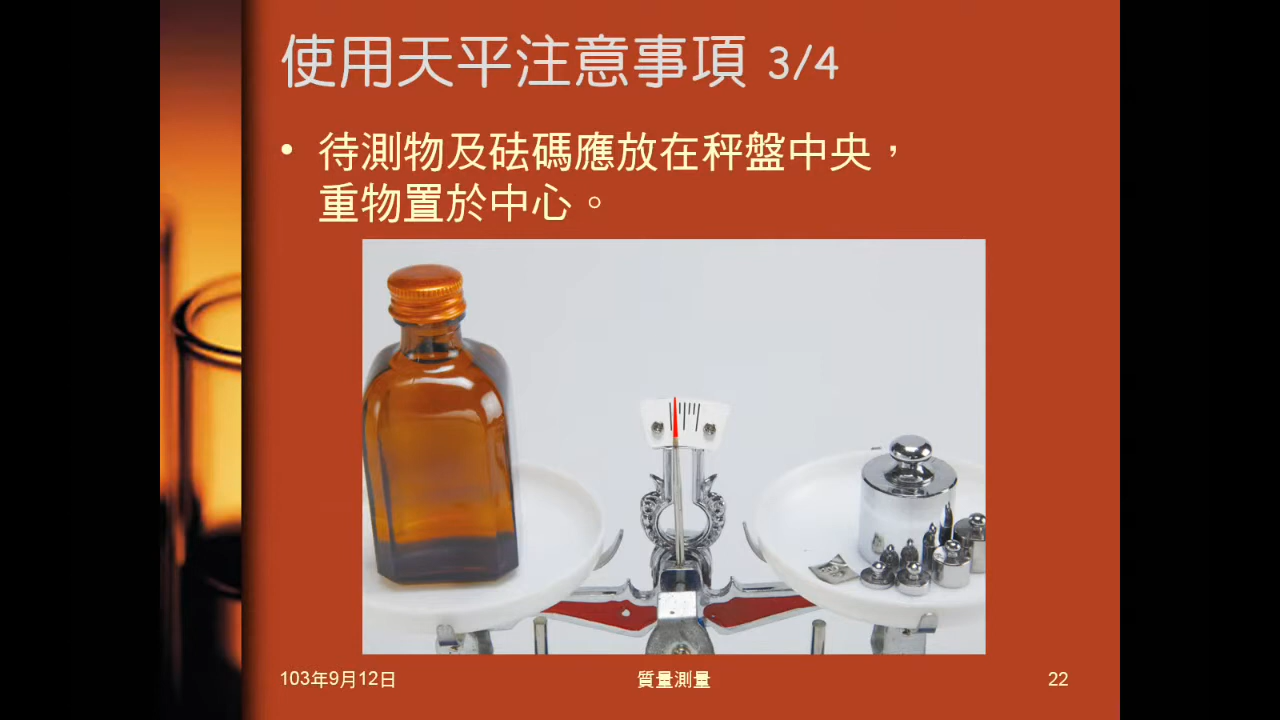 使用天平注意事項 3/4
• 待測物及砝碼應放在秤盤中央，
重物置於中心。
103年9月12日
質量測量
22